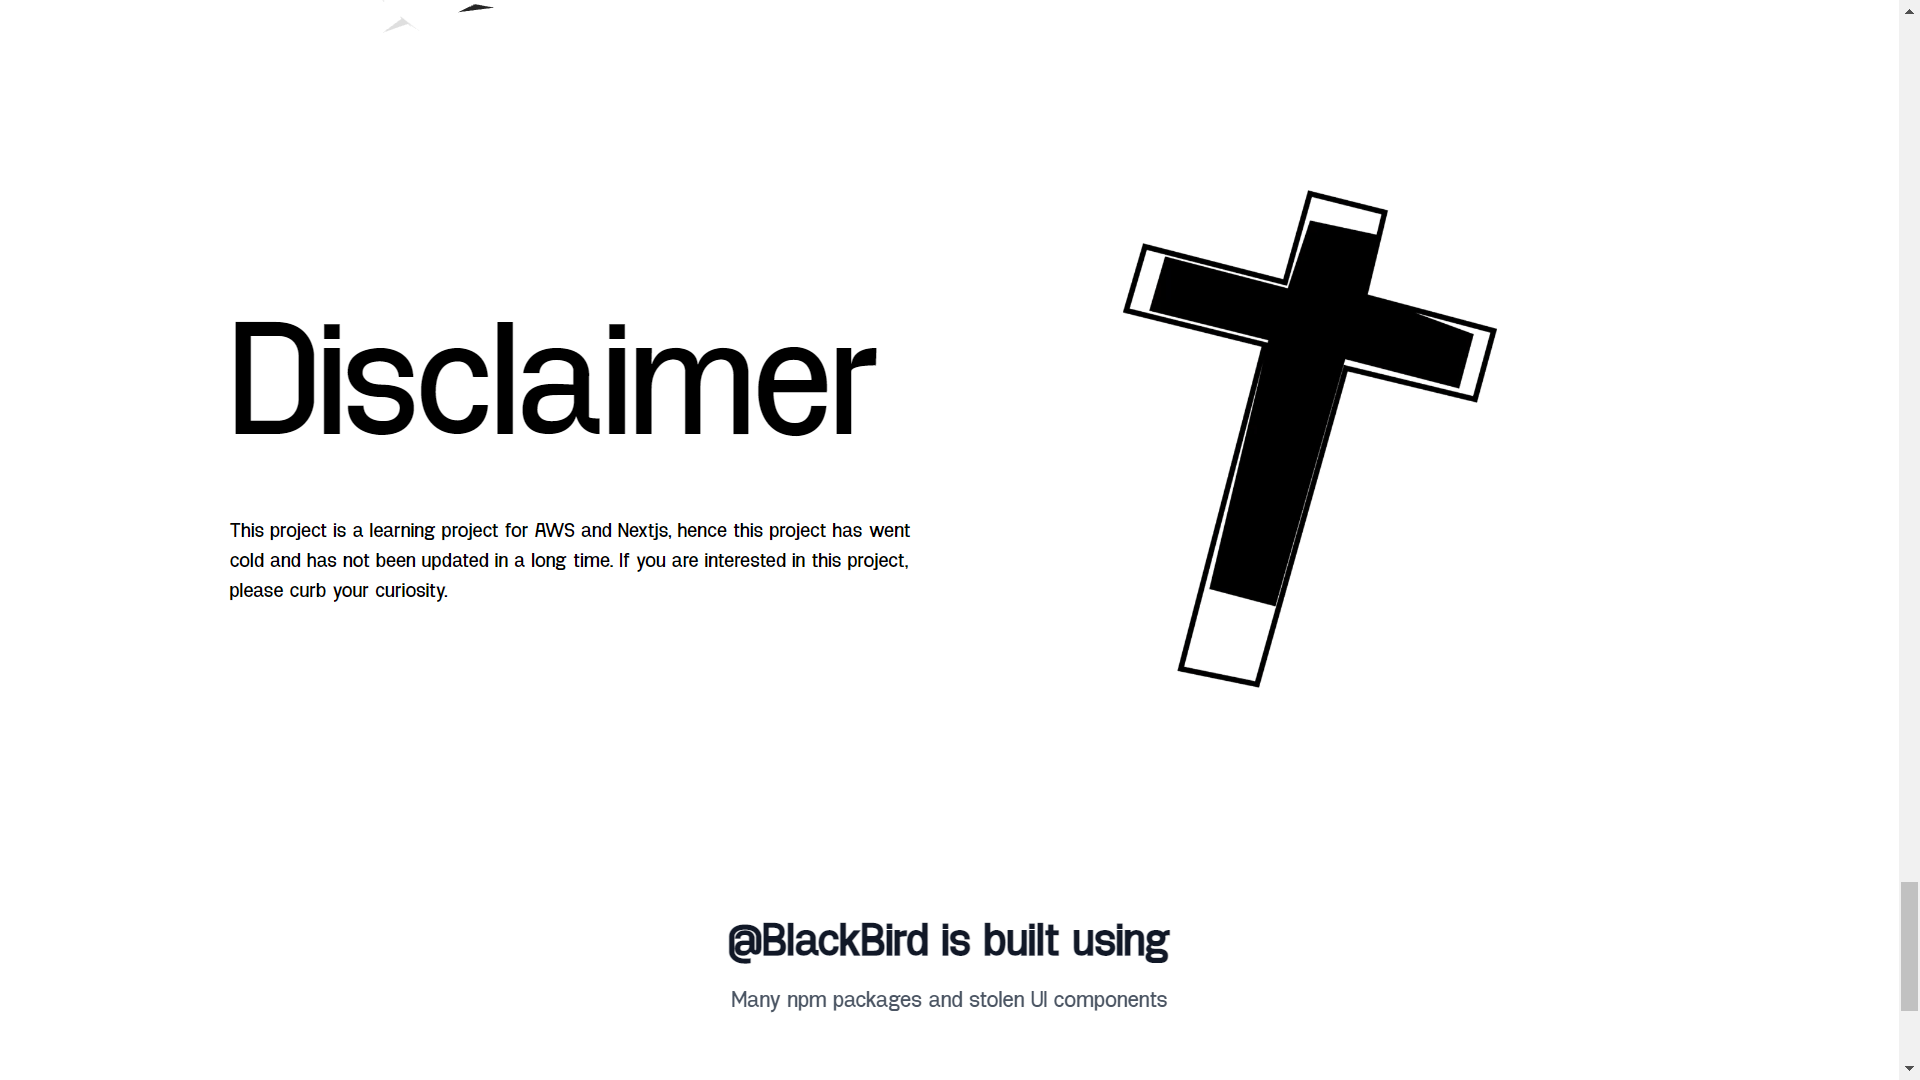 Disclaimer
This project is a learning project for AWS and Nextjs, hence this project has went
cold and has not been updated in a long time. If you are interested in this project,
please curb your curiosity.
@BlackBird is built using
Many npm packages and stolen UI components